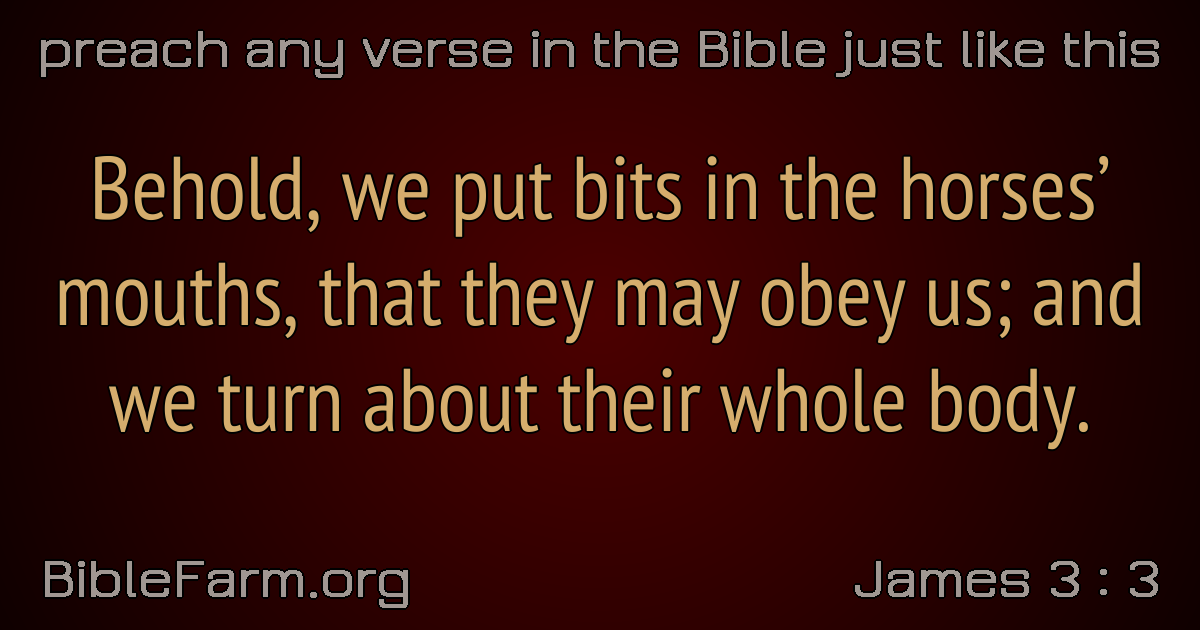 preach any verse in the Bible just like this
Behold, we put bits in the horses’
mouths, that they may obey us; and
we turn about their whole body.
BibleFarm.org
James 3 : 3